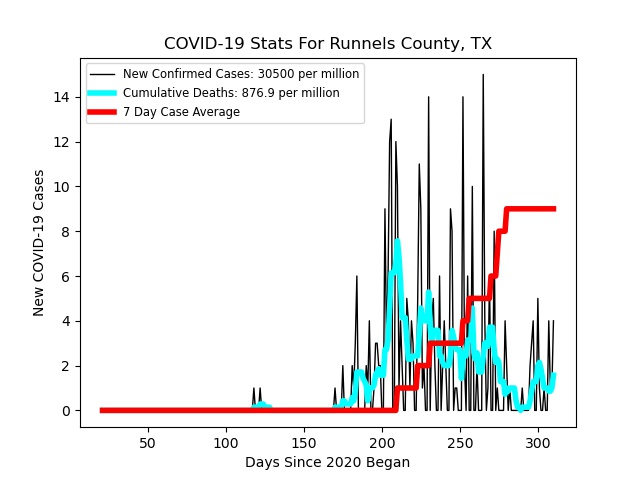 COVID-19 Stats For Runnels County, TX
New Confirmed Cases: 30500 per million
Cumulative Deaths: 876.9 per million
7 Day Case Average
New COVID-19 Cases
14
12
10
8
6
4
2
0
50 100 150 200 250 300
Days Since 2020 Began